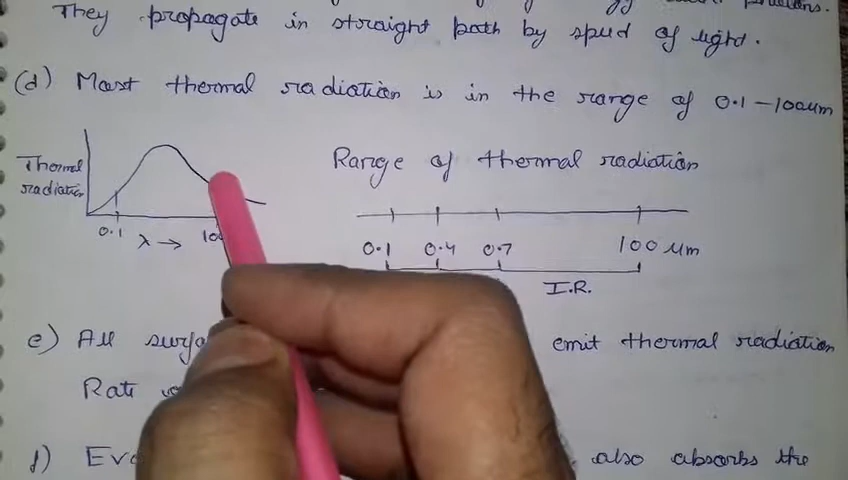 They propagate in straight path by speed of light.
(d) Most thermal radiation is in the range of 0.1 - 100um
Thermal radiation
0.1 λ → 10
Range of thermal radiation
0.1 0.4 0.7 100 μm
I.R.
e) All emit thermal radiation
Rate
f) also absorbs the